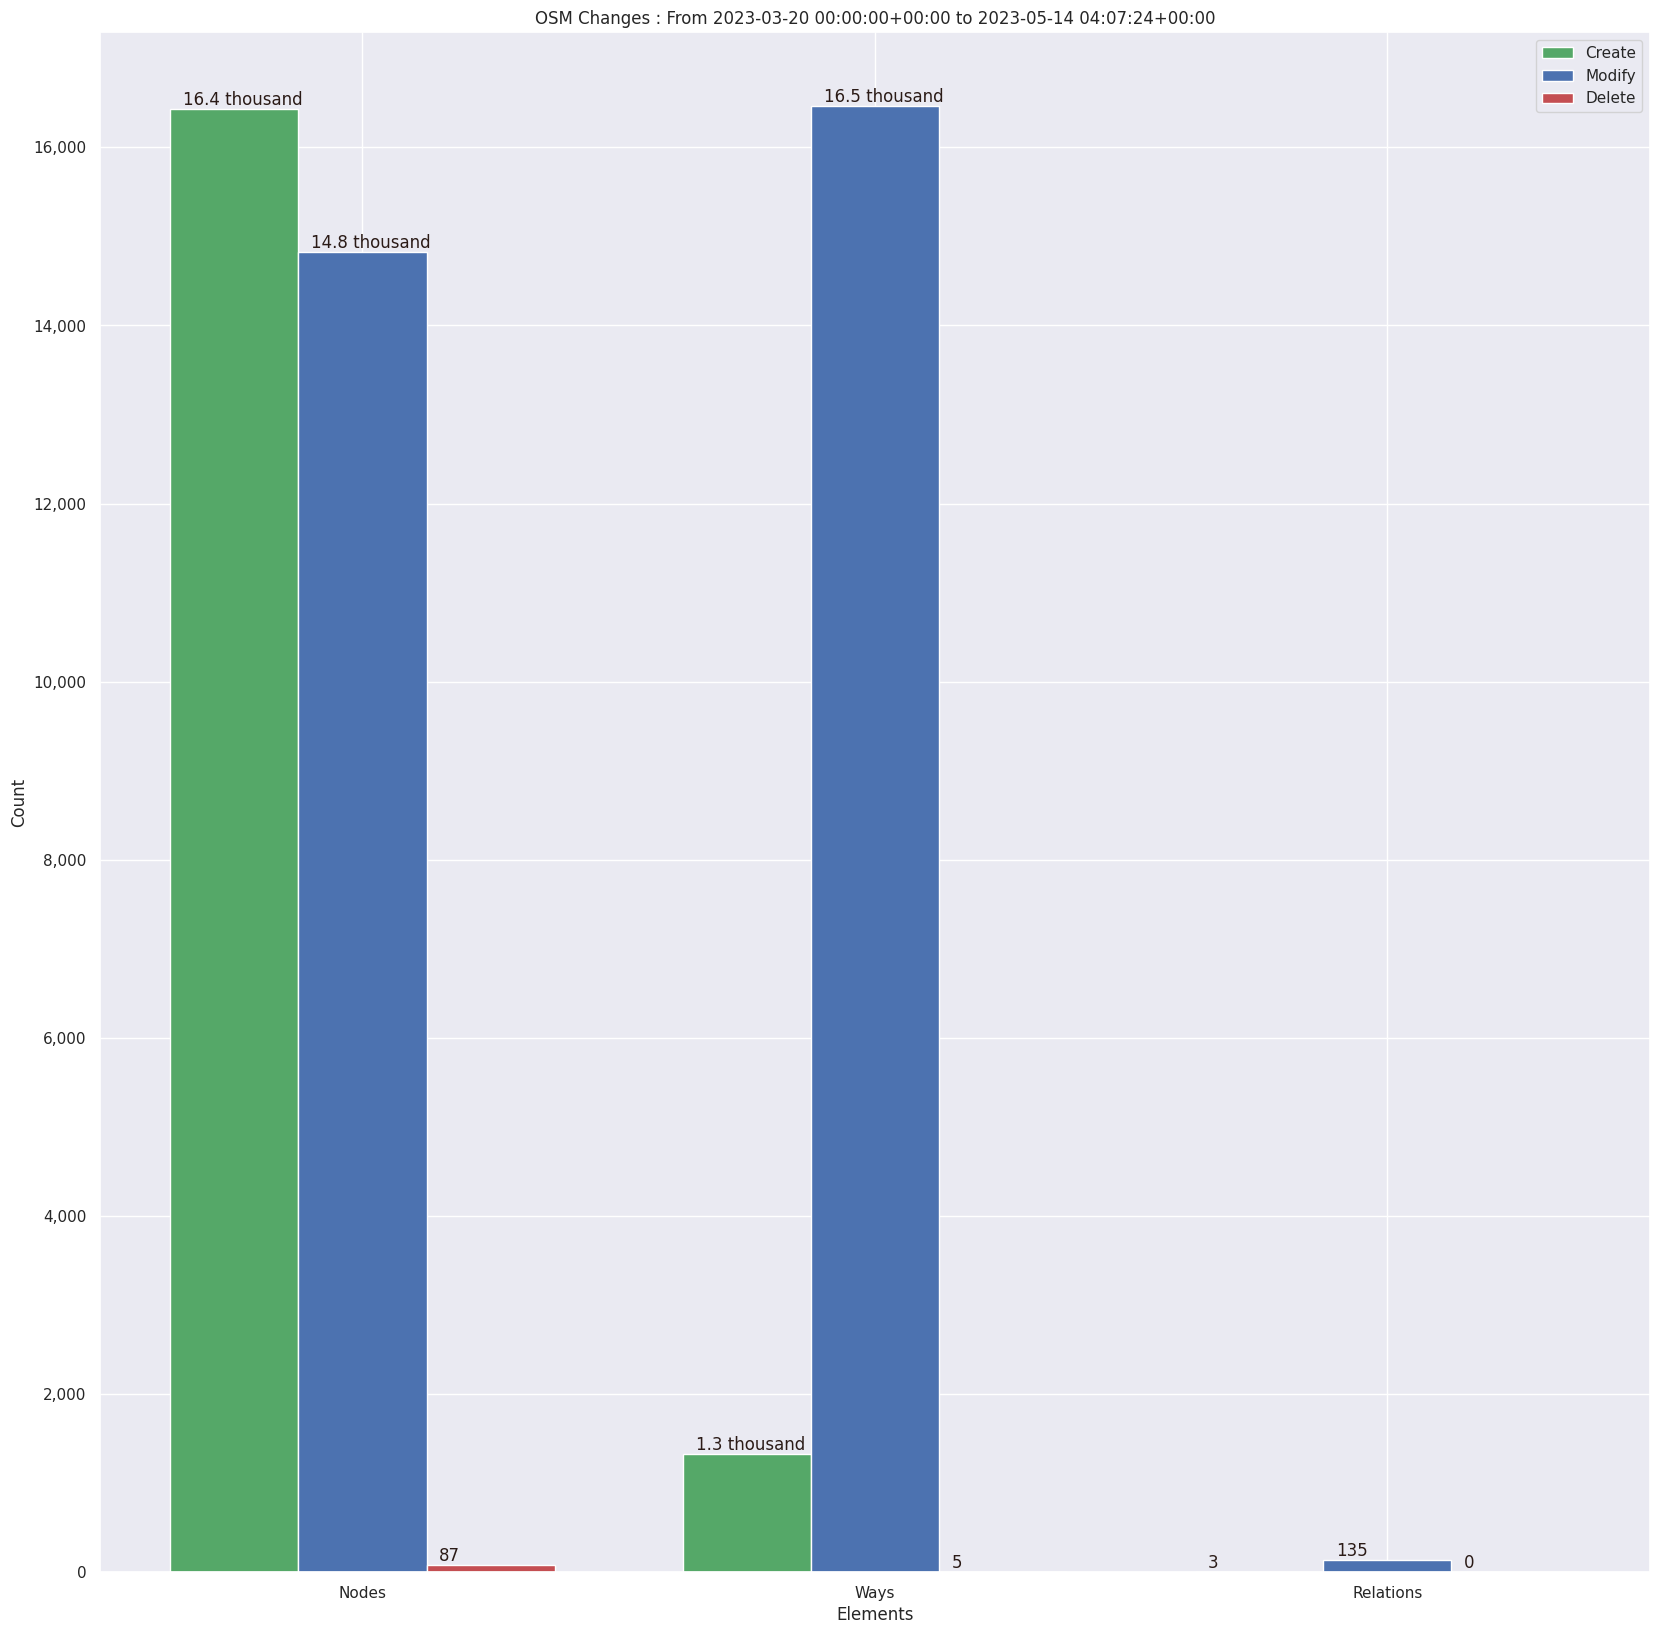 OSM Changes : From 2023-03-20 00:00:00+00:00 to 2023-05-14 04:07:24+00:00
Create
Modify
Delete
16.4 thousand
16.5 thousand
14.8 thousand
1.3 thousand
87
5
3
135
0
16,000
14,000
12,000
10,000
8,000
6,000
4,000
2,000
0
Count
Nodes
Ways
Relations
Elements